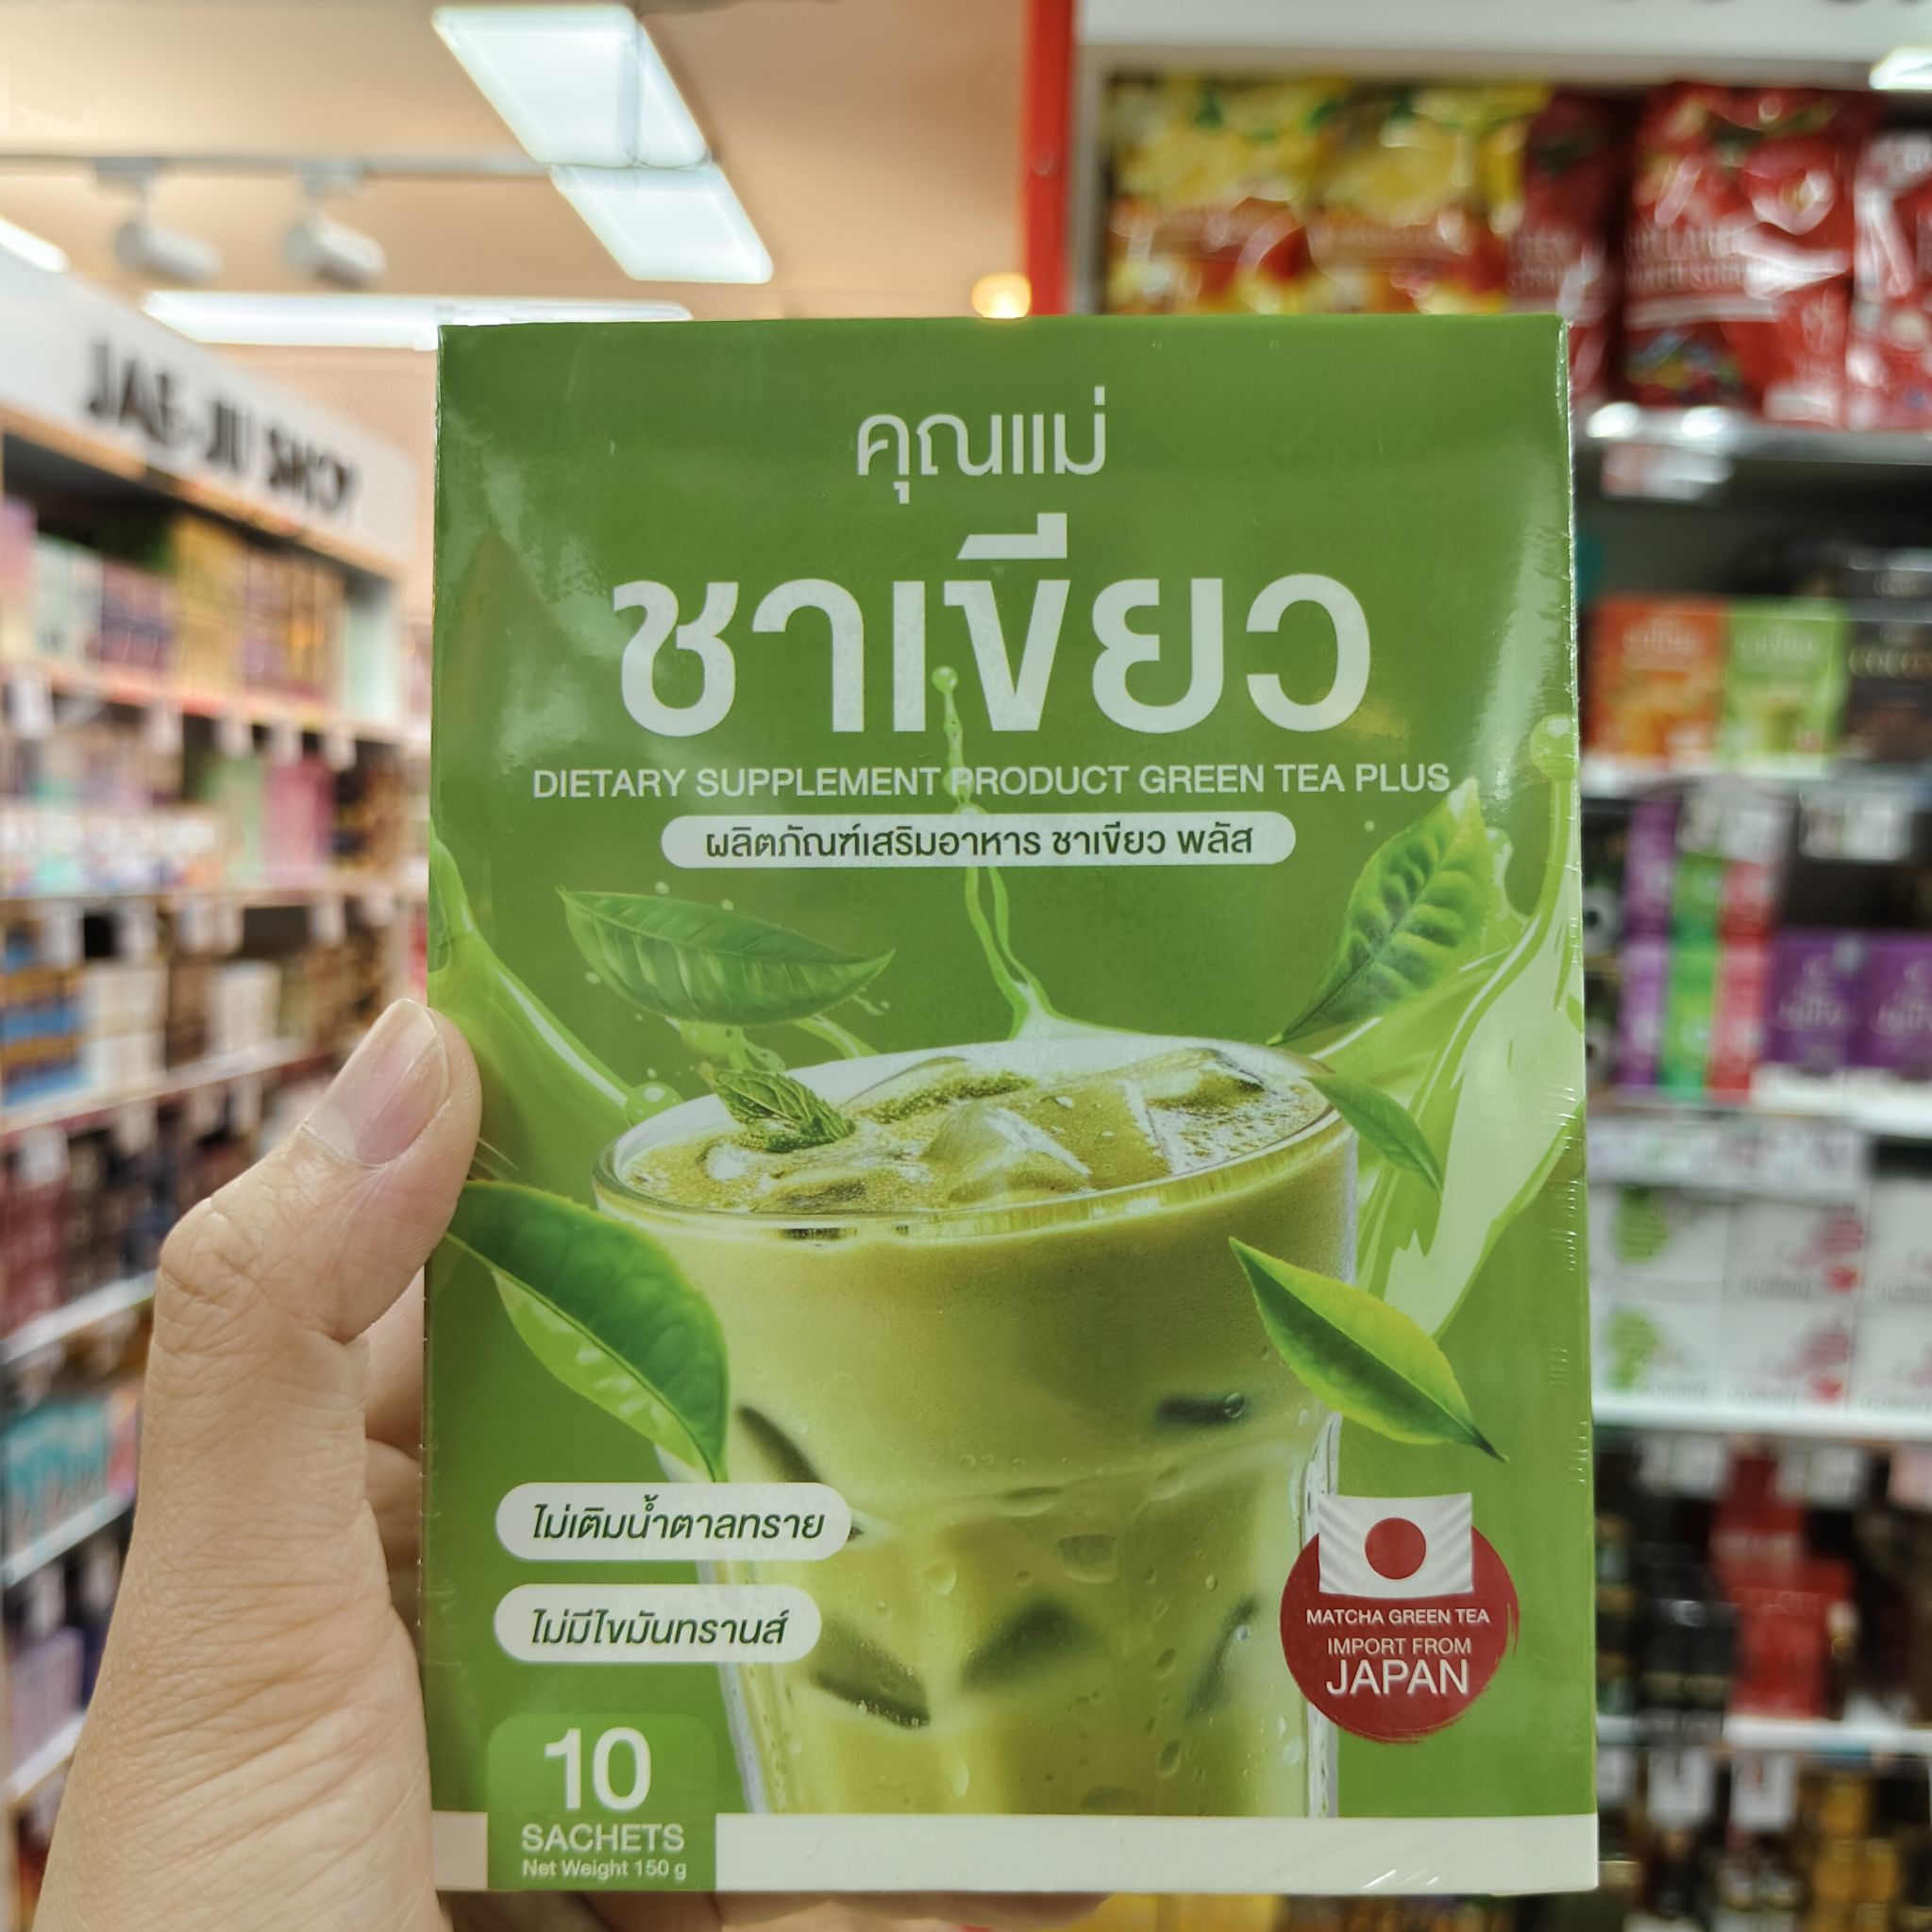 JAE-JU SHOP
คุณแม่
ชาเขียว
DIETARY SUPPLEMENT PRODUCT GREEN TEA PLUS
ผลิตภัณฑ์เสริมอาหาร ชาเขียว พลัส
ไม่เติมน้ำตาลทราย
ไม่มีไขมันทรานส์
MATCHA GREEN TEA
IMPORT FROM
JAPAN
10
SACHETS
Net Weight 150 g